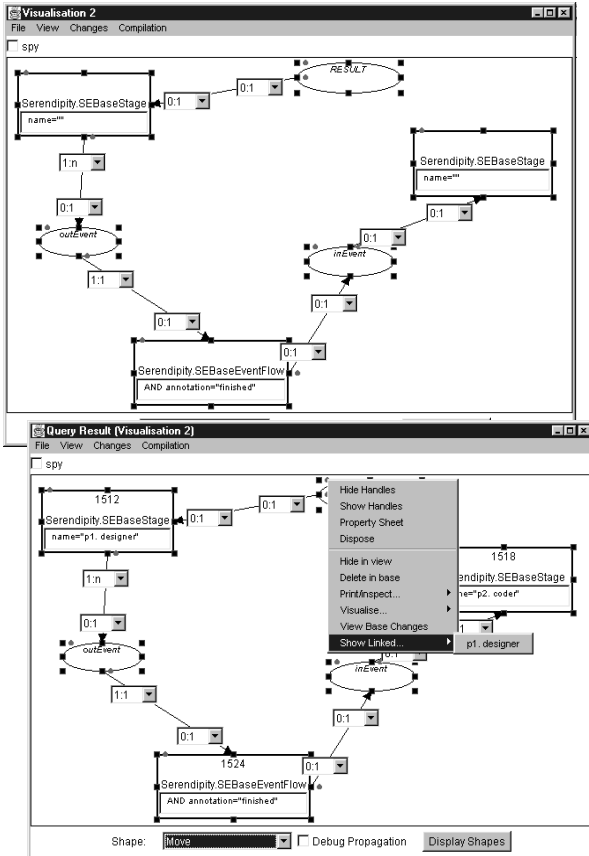 Visualisation 2
File View Changes Compilation
spy
RESULT
0:1
0:1
Serendipity.SEBaseStage
name=""
Serendipity.SEBaseStage
name=""
1:n
0:1
0:1
0:1
outEvent
inEvent
1:1
0:1
0:1
0:1
Serendipity.SEBaseEventFlow
AND annotation="finished"
Query Result (Visualisation 2)
File View Changes Compilation
spy
Hide Handles
Show Handles
Property Sheet
Dispose
Hide in view
Delete in base
Print/inspect...
Visualise...
View Base Changes
Show Linked...
p1. designer
1512
0:1
0:1
Serendipity.SEBaseStage
name="p1. designer"
1518
endipity.SEBaseStage
me="p2. coder"
1:n
0:1
outEvent
inEvent
1:1
0:1
0:1
1524
0:1
Serendipity.SEBaseEventFlow
AND annotation="finished"
Shape: Move Debug Propagation Display Shapes